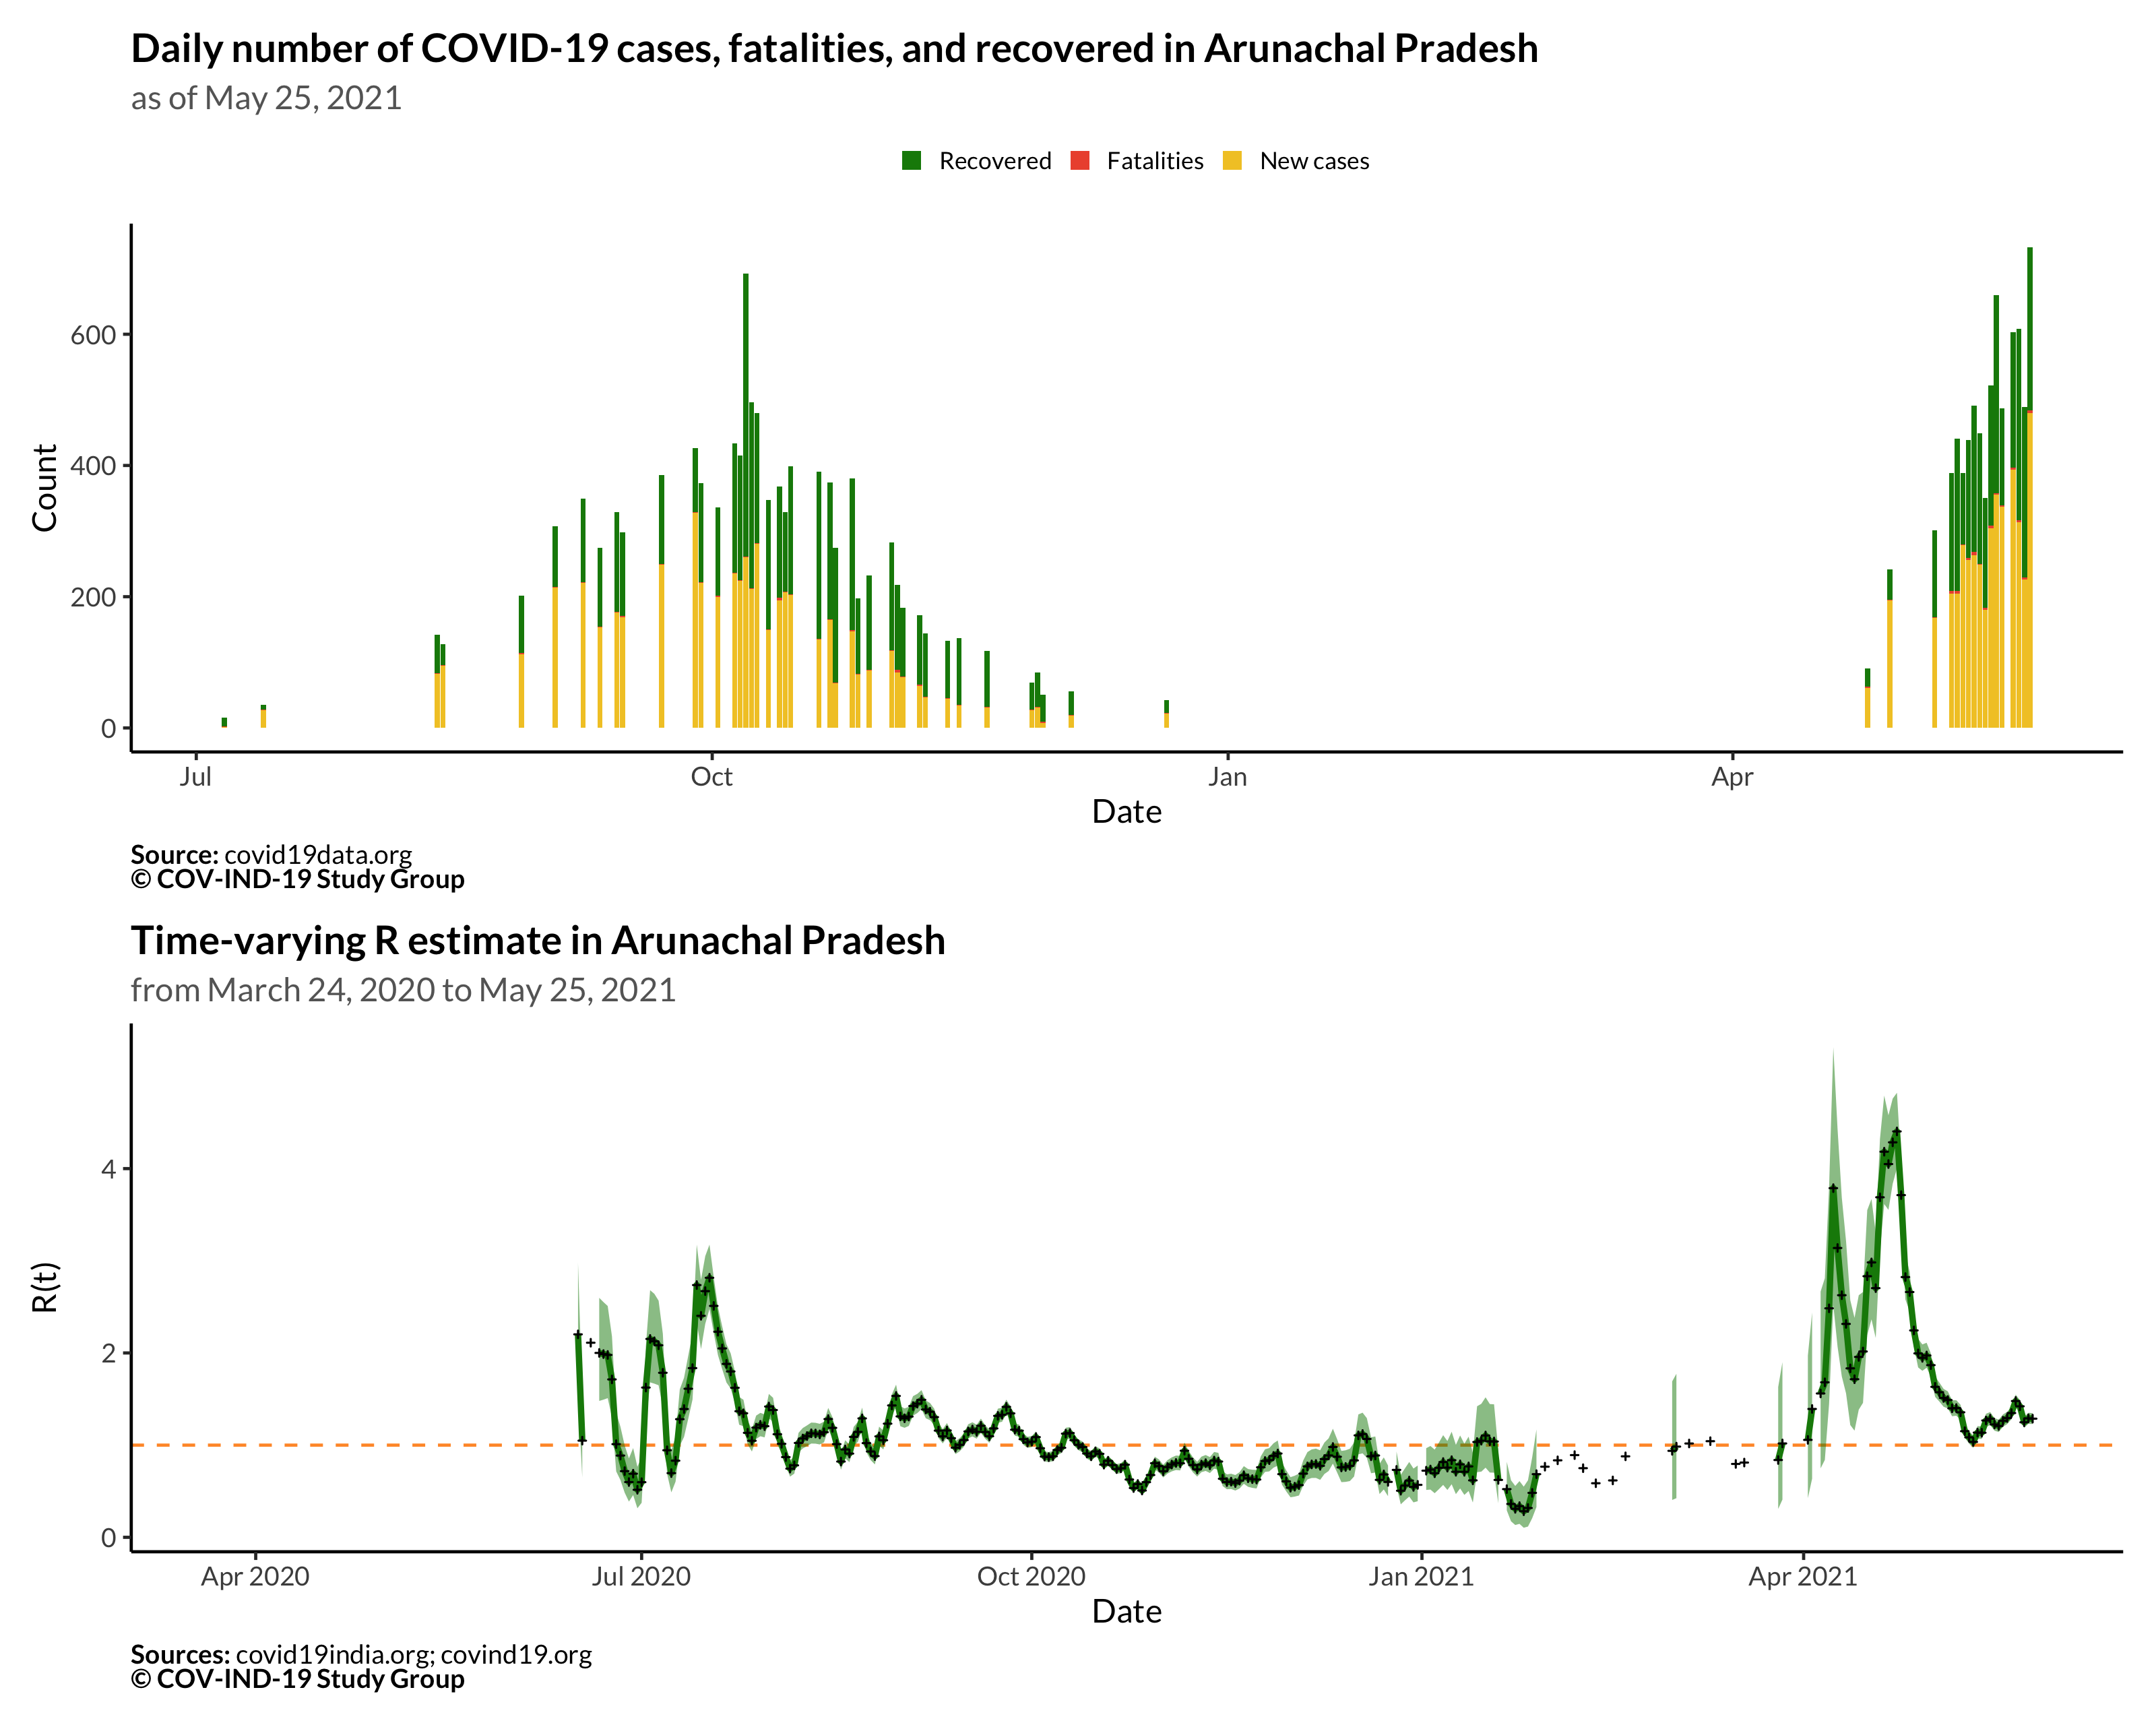 Daily number of COVID-19 cases, fatalities, and recovered in Arunachal Pradesh
as of May 25, 2021
Recovered Fatalities New cases
600
400
200
0
Count
Jul Oct Jan Apr
Date
Source: covid19data.org
© COV-IND-19 Study Group
Time-varying R estimate in Arunachal Pradesh
from March 24, 2020 to May 25, 2021
4
2
0
R(t)
Apr 2020 Jul 2020 Oct 2020 Jan 2021 Apr 2021
Date
Sources: covid19india.org; covind19.org
© COV-IND-19 Study Group